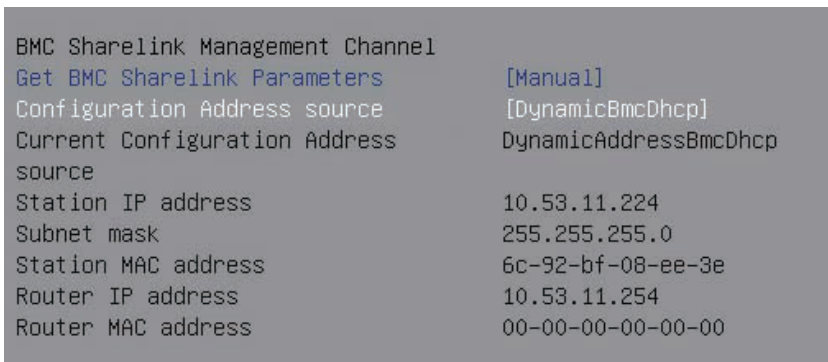 BMC Sharelink Management Channel
Get BMC Sharelink Parameters [Manual]
Configuration Address source [DynamicBmcDhcp]
Current Configuration Address DynamicAddressBmcDhcp
source
Station IP address 10.53.11.224
Subnet mask 255.255.255.0
Station MAC address 6c-92-bf-08-ee-3e
Router IP address 10.53.11.254
Router MAC address 00-00-00-00-00-00